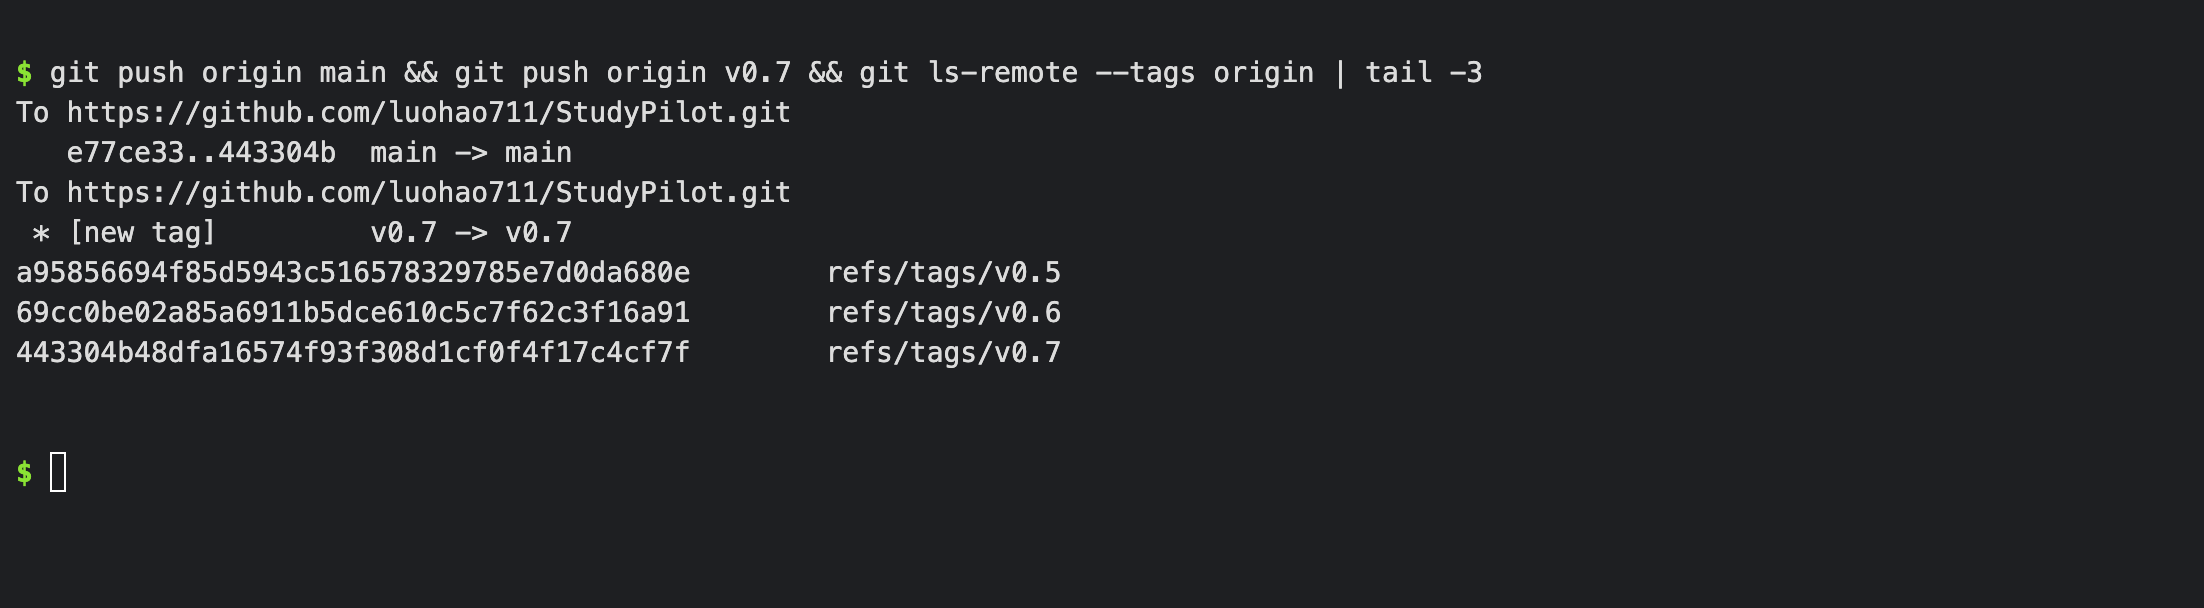 $ git push origin main && git push origin v0.7 && git ls-remote --tags origin | tail -3
To https://github.com/luohao711/StudyPilot.git
   e77ce33..443304b  main -> main
To https://github.com/luohao711/StudyPilot.git
 * [new tag]         v0.7 -> v0.7
a95856694f85d5943c516578329785e7d0da680e        refs/tags/v0.5
69cc0be02a85a6911b5dce610c5c7f62c3f16a91        refs/tags/v0.6
443304b48dfa16574f93f308d1cf0f4f17c4cf7f        refs/tags/v0.7
$